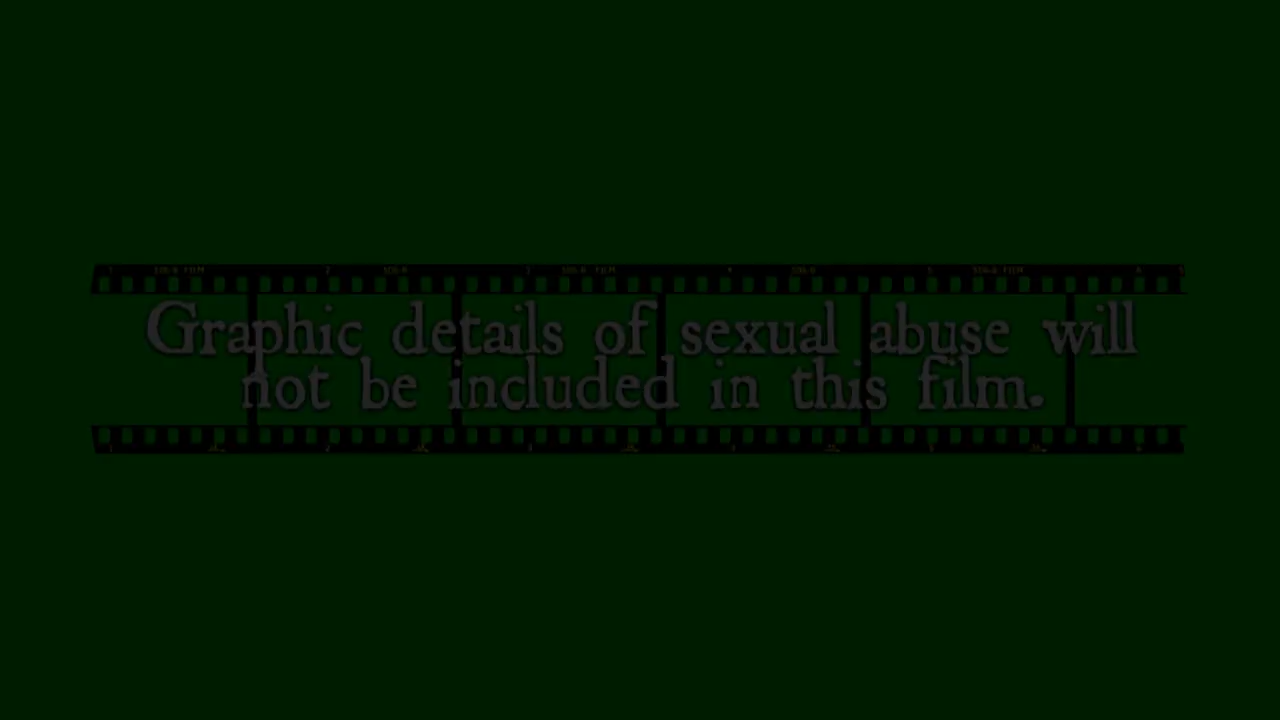 Graphic details of sexual abuse will
not be included in this film.